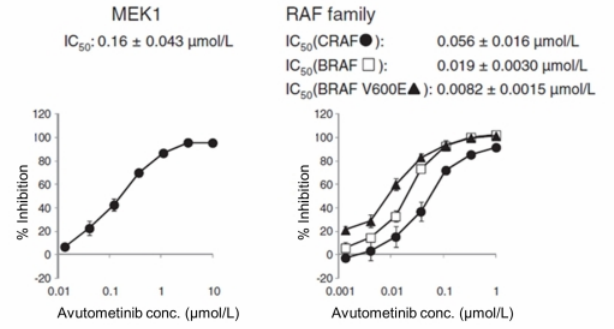 MEK1
IC50: 0.16 ± 0.043 µmol/L
120
100
80
60
40
20
0
-20
% Inhibition
0.01 0.1 1 10
Avutometinib conc. (µmol/L)
RAF family
IC50(CRAF●): 0.056 ± 0.016 µmol/L
IC50(BRAF □): 0.019 ± 0.0030 µmol/L
IC50(BRAF V600E▲): 0.0082 ± 0.0015 µmol/L
120
100
80
60
40
20
0
-20
% Inhibition
0.001 0.01 0.1 1
Avutometinib conc. (µmol/L)